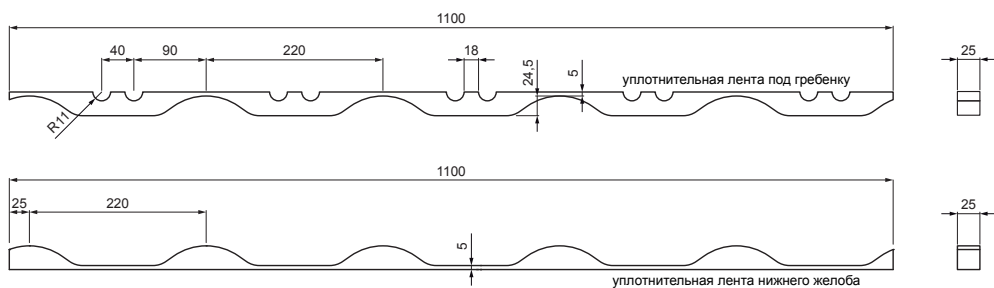 1100
40 90 220 18 24,5 5 25
уплотнительная лента под гребенку
R11
1100
25 220 25
5
уплотнительная лента нижнего желоба